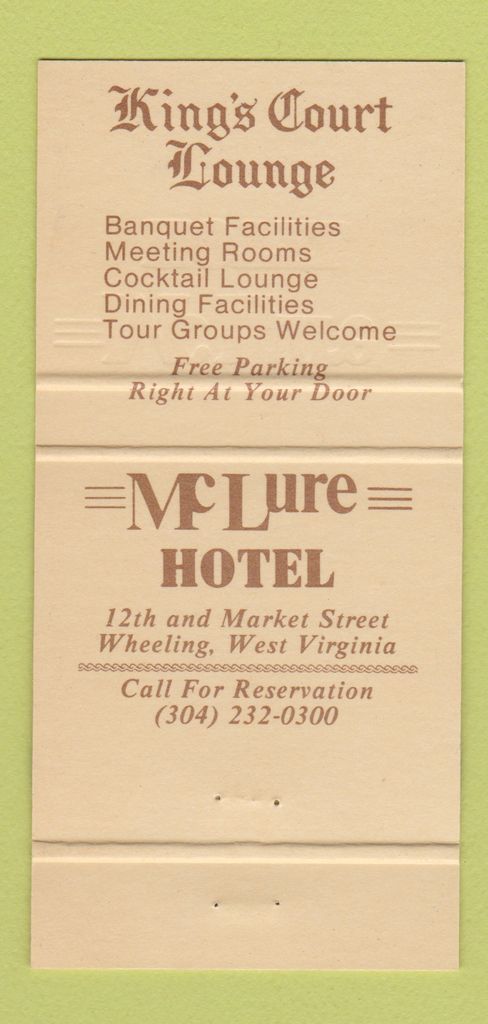 King's Court
Lounge
Banquet Facilities
Meeting Rooms
Cocktail Lounge
Dining Facilities
Tour Groups Welcome
Free Parking
Right At Your Door
McLure
HOTEL
12th and Market Street
Wheeling, West Virginia
Call For Reservation
(304) 232-0300